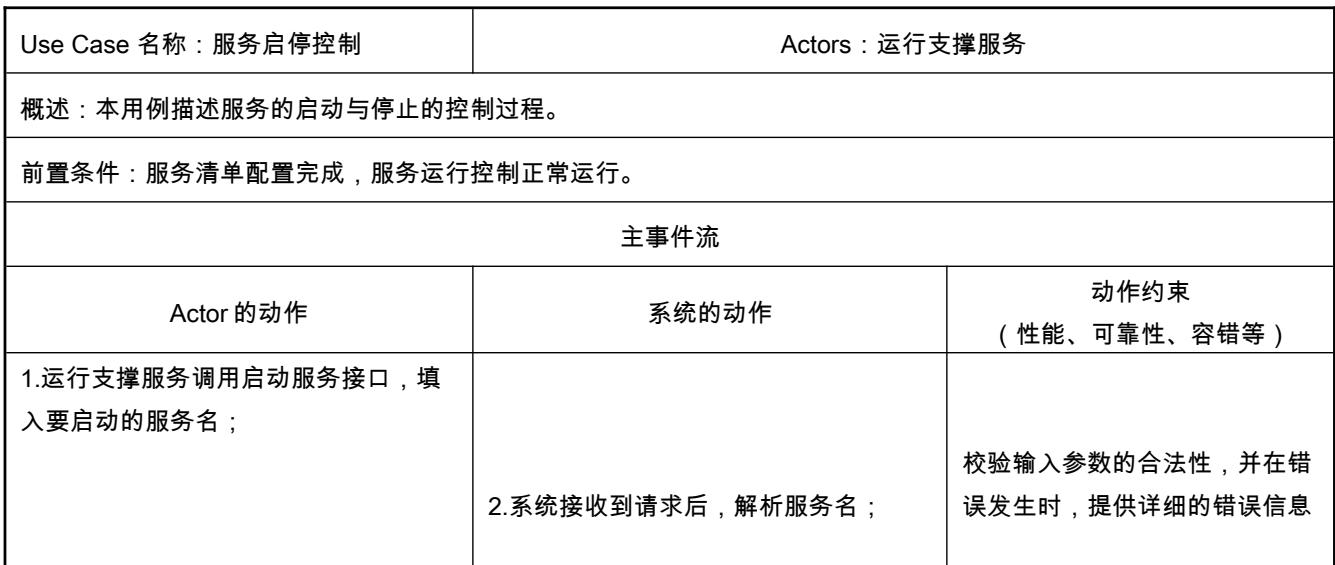 Use Case 名称：服务启停控制
Actors：运行支撑服务
概述：本用例描述服务的启动与停止的控制过程。
前置条件：服务清单配置完成，服务运行控制正常运行。
主事件流
Actor 的动作
系统的动作
动作约束
（性能、可靠性、容错等）
1.运行支撑服务调用启动服务接口，填
入要启动的服务名；
2.系统接收到请求后，解析服务名；
校验输入参数的合法性，并在错
误发生时，提供详细的错误信息